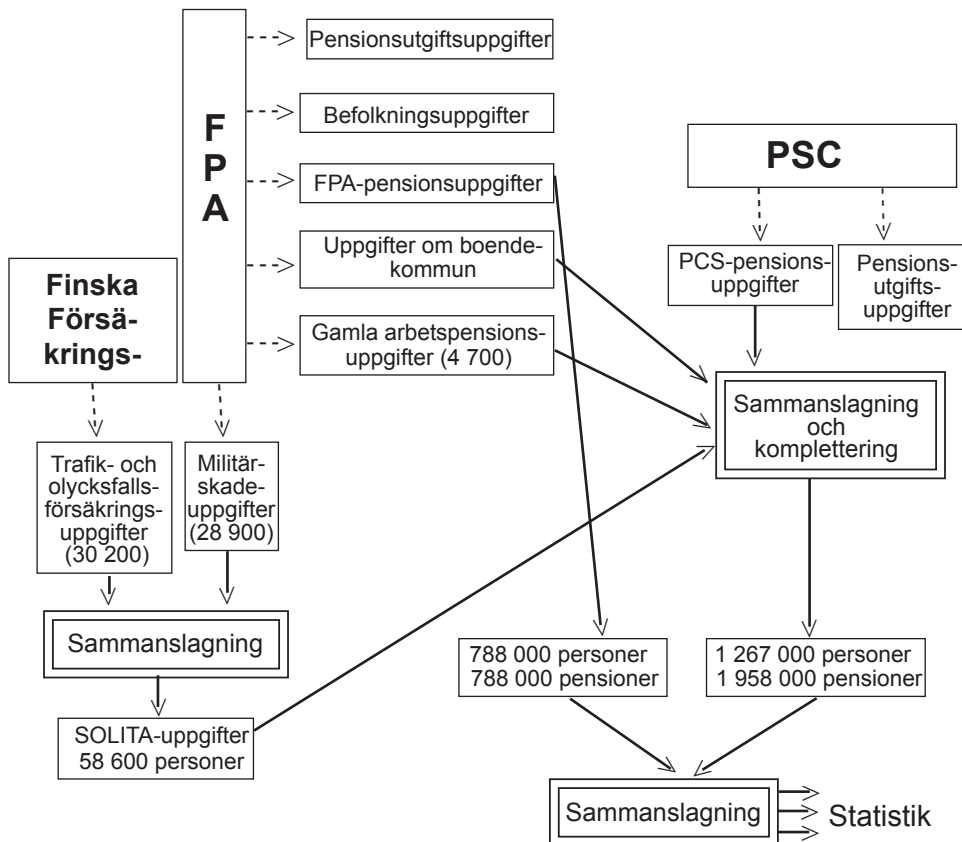 Pensionsutgiftsuppgifter
F
P
A
Befolkningsuppgifter
FPA-pensionsuppgifter
PSC
Uppgifter om boende-
kommun
PCS-pensions-
uppgifter
Pensions-
utgifts-
uppgifter
Finska
Försä-
krings-
Gamla arbetspensions-
uppgifter (4 700)
Sammanslagning
och
komplettering
Trafik- och
olycksfalls-
försäkrings-
uppgifter
(30 200)
Militär-
skade-
uppgifter
(28 900)
Sammanslagning
788 000 personer
788 000 pensioner
1 267 000 personer
1 958 000 pensioner
SOLITA-uppgifter
58 600 personer
Sammanslagning
Statistik